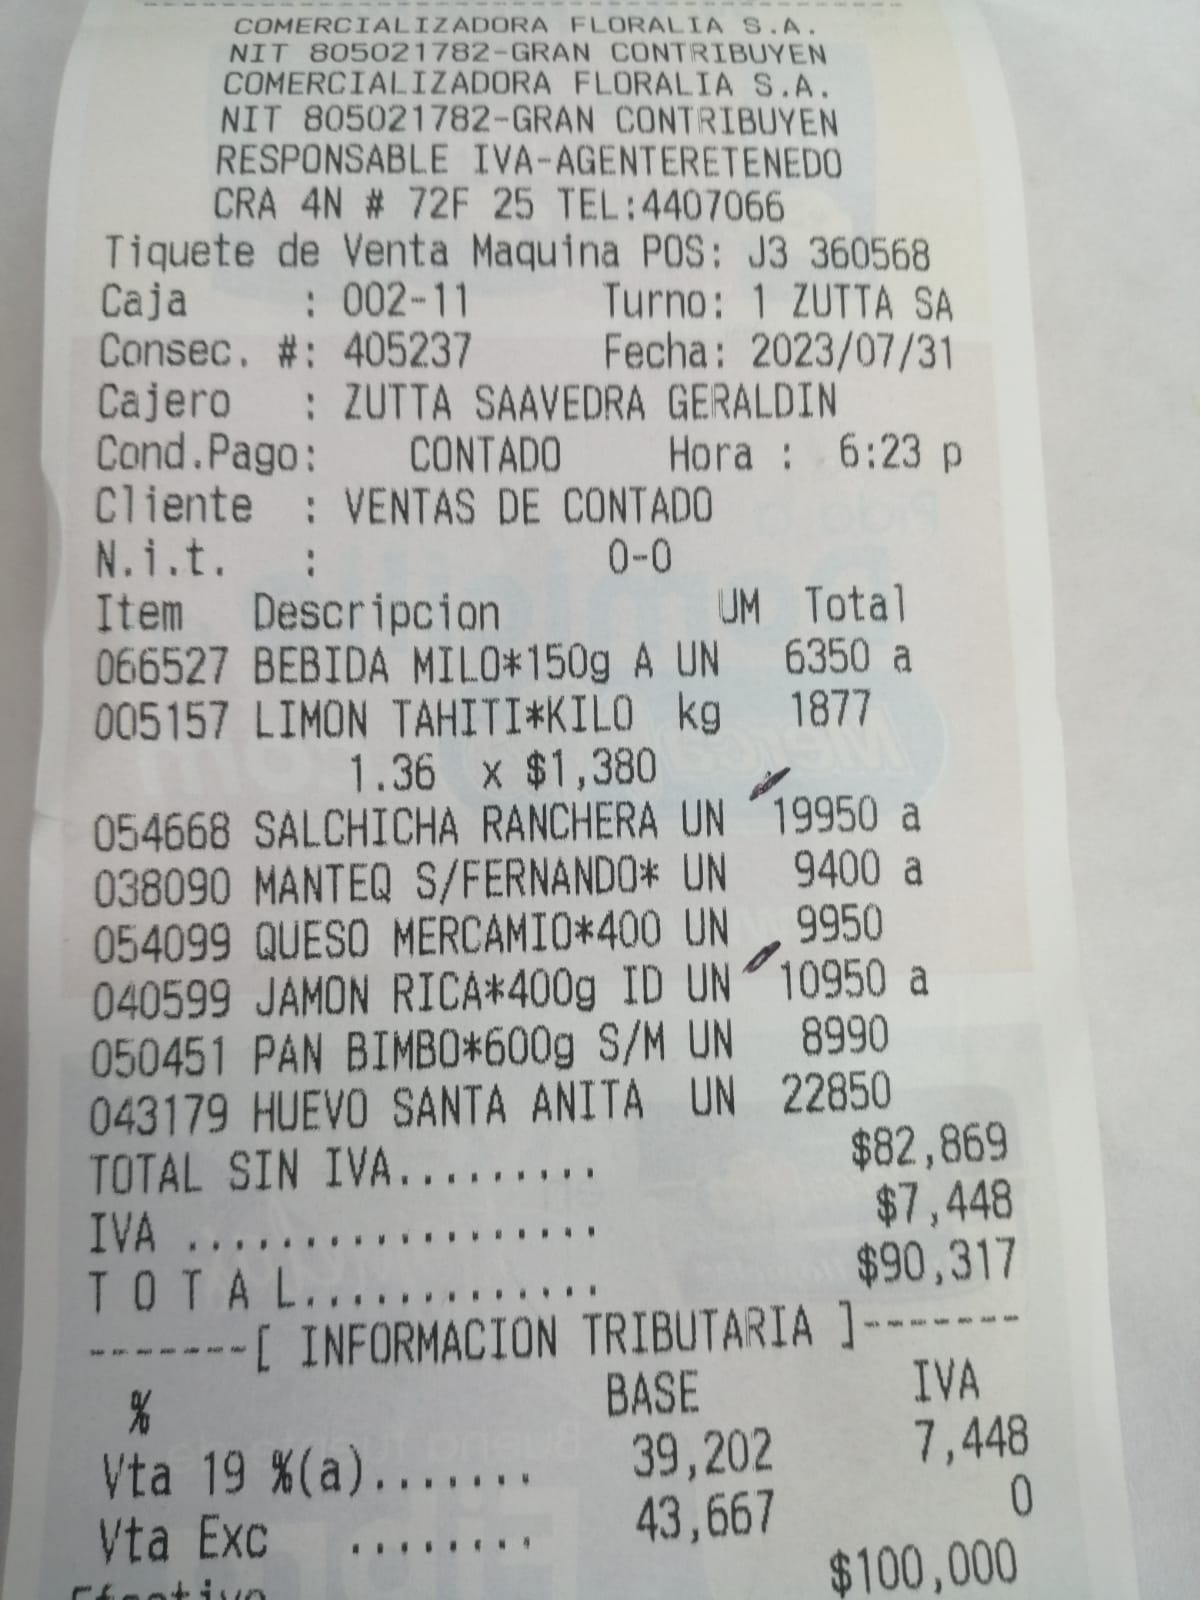 COMERCIALIZADORA FLORALIA S.A.
NIT 805021782-GRAN CONTRIBUYEN
COMERCIALIZADORA FLORALIA S.A.
NIT 805021782-GRAN CONTRIBUYEN
RESPONSABLE IVA-AGENTERETENEDO
CRA 4N # 72F 25 TEL:4407066
Tiquete de Venta Maquina POS: J3 360568
Caja : 002-11 Turno: 1 ZUTTA SA
Consec. #: 405237 Fecha: 2023/07/31
Cajero : ZUTTA SAAVEDRA GERALDIN
Cond.Pago: CONTADO Hora : 6:23 p
Cliente : VENTAS DE CONTADO
N.i.t. : 0-0
Item Descripcion UM Total
066527 BEBIDA MILO*150g A UN 6350 a
005157 LIMON TAHITI*KILO kg 1877
1.36 x $1,380
054668 SALCHICHA RANCHERA UN 19950 a
038090 MANTEQ S/FERNANDO* UN 9400 a
054099 QUESO MERCAMIO*400 UN 9950
040599 JAMON RICA*400g ID UN 10950 a
050451 PAN BIMBO*600g S/M UN 8990
043179 HUEVO SANTA ANITA UN 22850
TOTAL SIN IVA......... $82,869
IVA .................. $7,448
T O T A L............. $90,317
-------[ INFORMACION TRIBUTARIA ]-------
% BASE IVA
Vta 19 %(a)....... 39,202 7,448
Vta Exc ........ 43,667 0
Efectivo $100,000